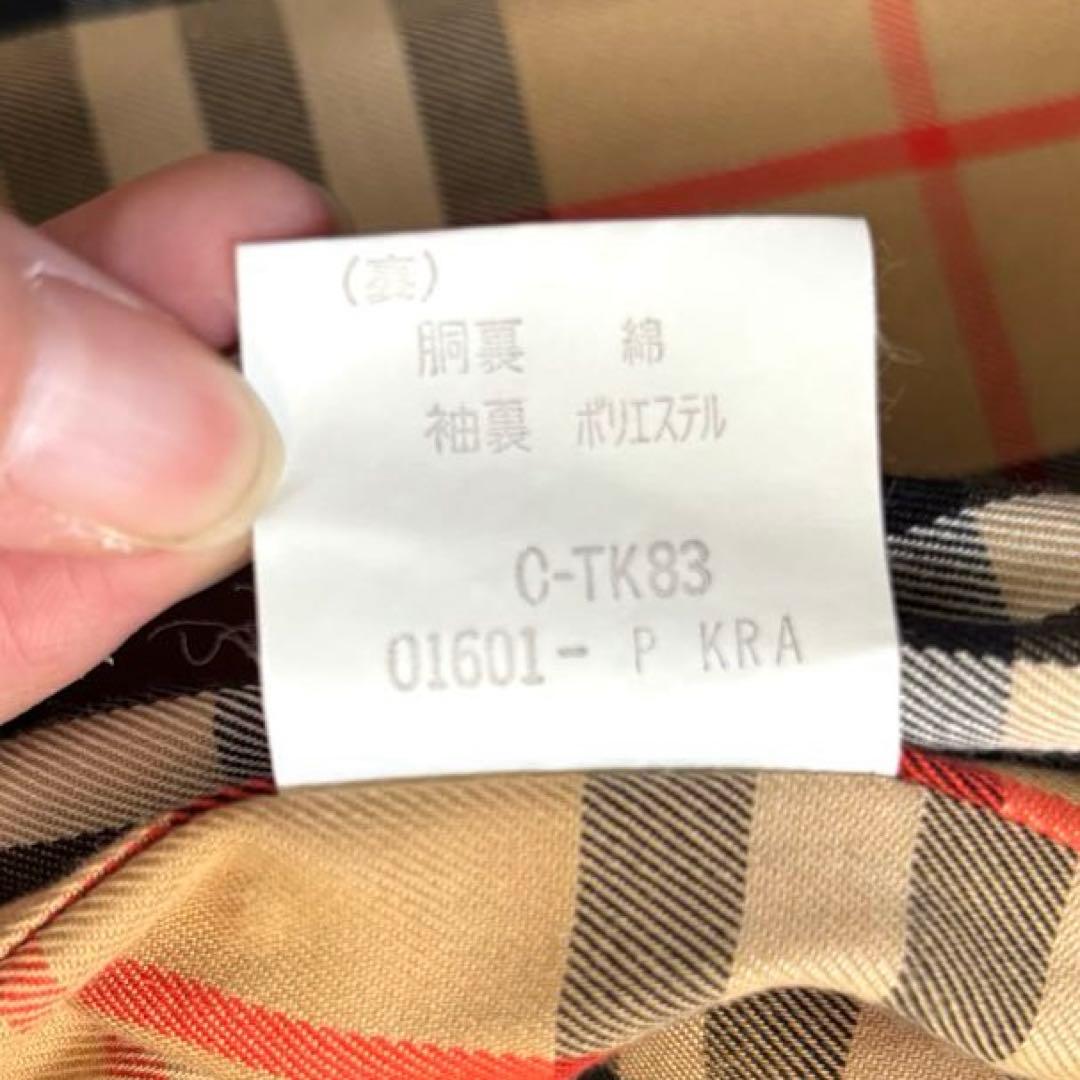 (裏)
胴裏 綿
袖裏 ポリエステル
C-TK83
01601- P KRA